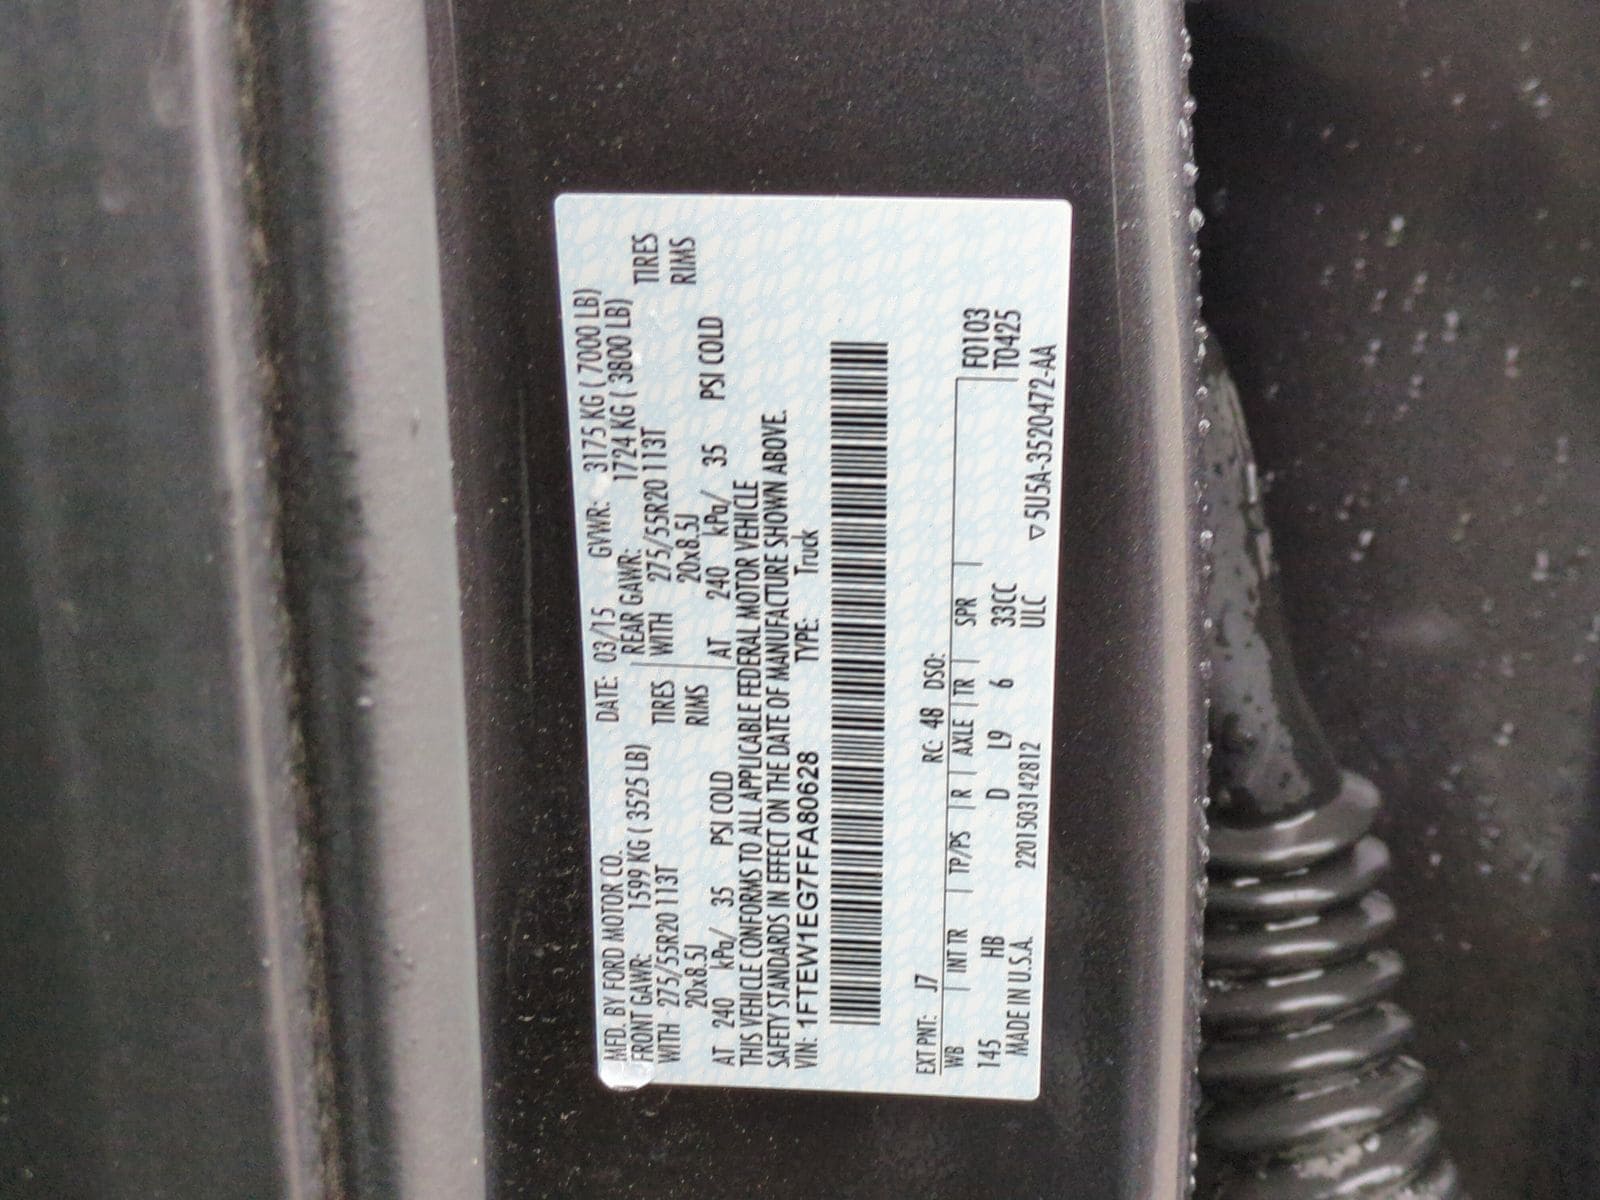 MFD. BY FORD MOTOR CO. DATE: 03/15 GVWR: 3175 KG ( 7000 LB)
FRONT GAWR: 1599 KG ( 3525 LB) REAR GAWR: 1724 KG ( 3800 LB)
WITH 275/55R20 113T TIRES WITH 275/55R20 113T TIRES
20x8.5J RIMS 20x8.5J RIMS
AT 240 kPa/ 35 PSI COLD AT 240 kPa/ 35 PSI COLD
THIS VEHICLE CONFORMS TO ALL APPLICABLE FEDERAL MOTOR VEHICLE
SAFETY STANDARDS IN EFFECT ON THE DATE OF MANUFACTURE SHOWN ABOVE.
VIN: 1FTEW1EG7FFA80628 TYPE: Truck
EXT PNT: J7 RC: 48 DSO: F0103
WB | INT TR | TP/PS | R | AXLE | TR | SPR | T0425
145 HB D L9 6 33CC
MADE IN U.S.A. 2201503142812 ULC ▽5U5A-3520472-AA